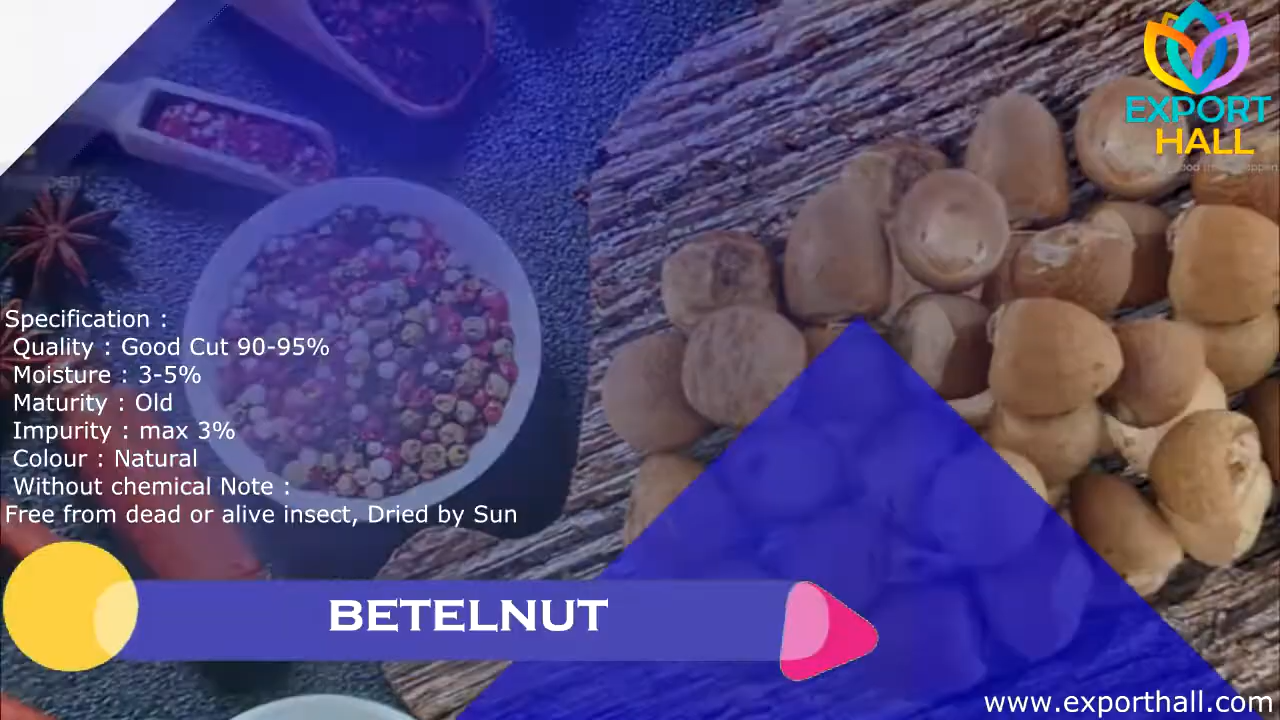 EXPORT
HALL
Specification :
Quality : Good Cut 90-95%
Moisture : 3-5%
Maturity : Old
Impurity : max 3%
Colour : Natural
Without chemical Note :
Free from dead or alive insect, Dried by Sun
BETELNUT
www.exporthall.com